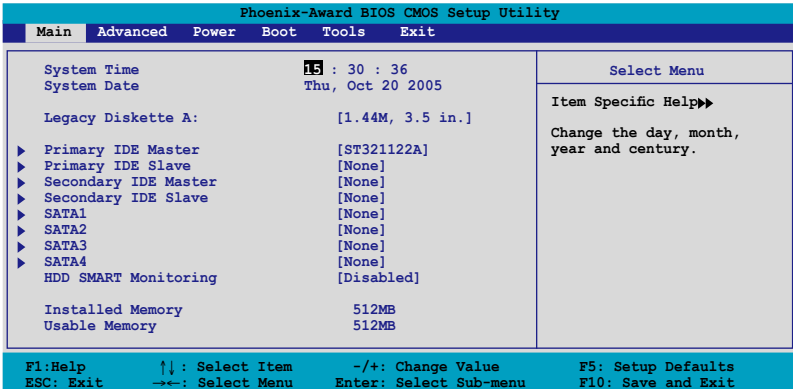 Phoenix-Award BIOS CMOS Setup Utility
Main Advanced Power Boot Tools Exit
System Time 15 : 30 : 36
System Date Thu, Oct 20 2005
Legacy Diskette A: [1.44M, 3.5 in.]
Primary IDE Master [ST321122A]
Primary IDE Slave [None]
Secondary IDE Master [None]
Secondary IDE Slave [None]
SATA1 [None]
SATA2 [None]
SATA3 [None]
SATA4 [None]
HDD SMART Monitoring [Disabled]
Installed Memory 512MB
Usable Memory 512MB
Select Menu
Item Specific Help
Change the day, month,
year and century.
F1:Help ↑↓ : Select Item -/+: Change Value F5: Setup Defaults
ESC: Exit →←: Select Menu Enter: Select Sub-menu F10: Save and Exit